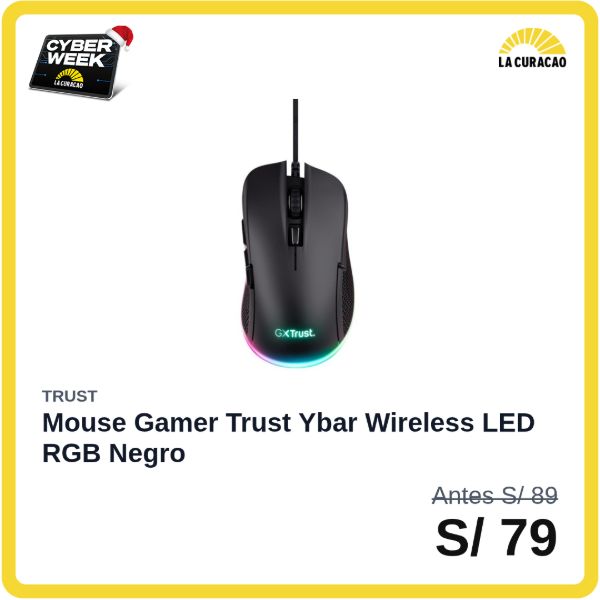 CYBER
WEEK
LA CURACAO
LA CURACAO
GXTrust.
TRUST
Mouse Gamer Trust Ybar Wireless LED
RGB Negro
Antes S/ 89
S/ 79